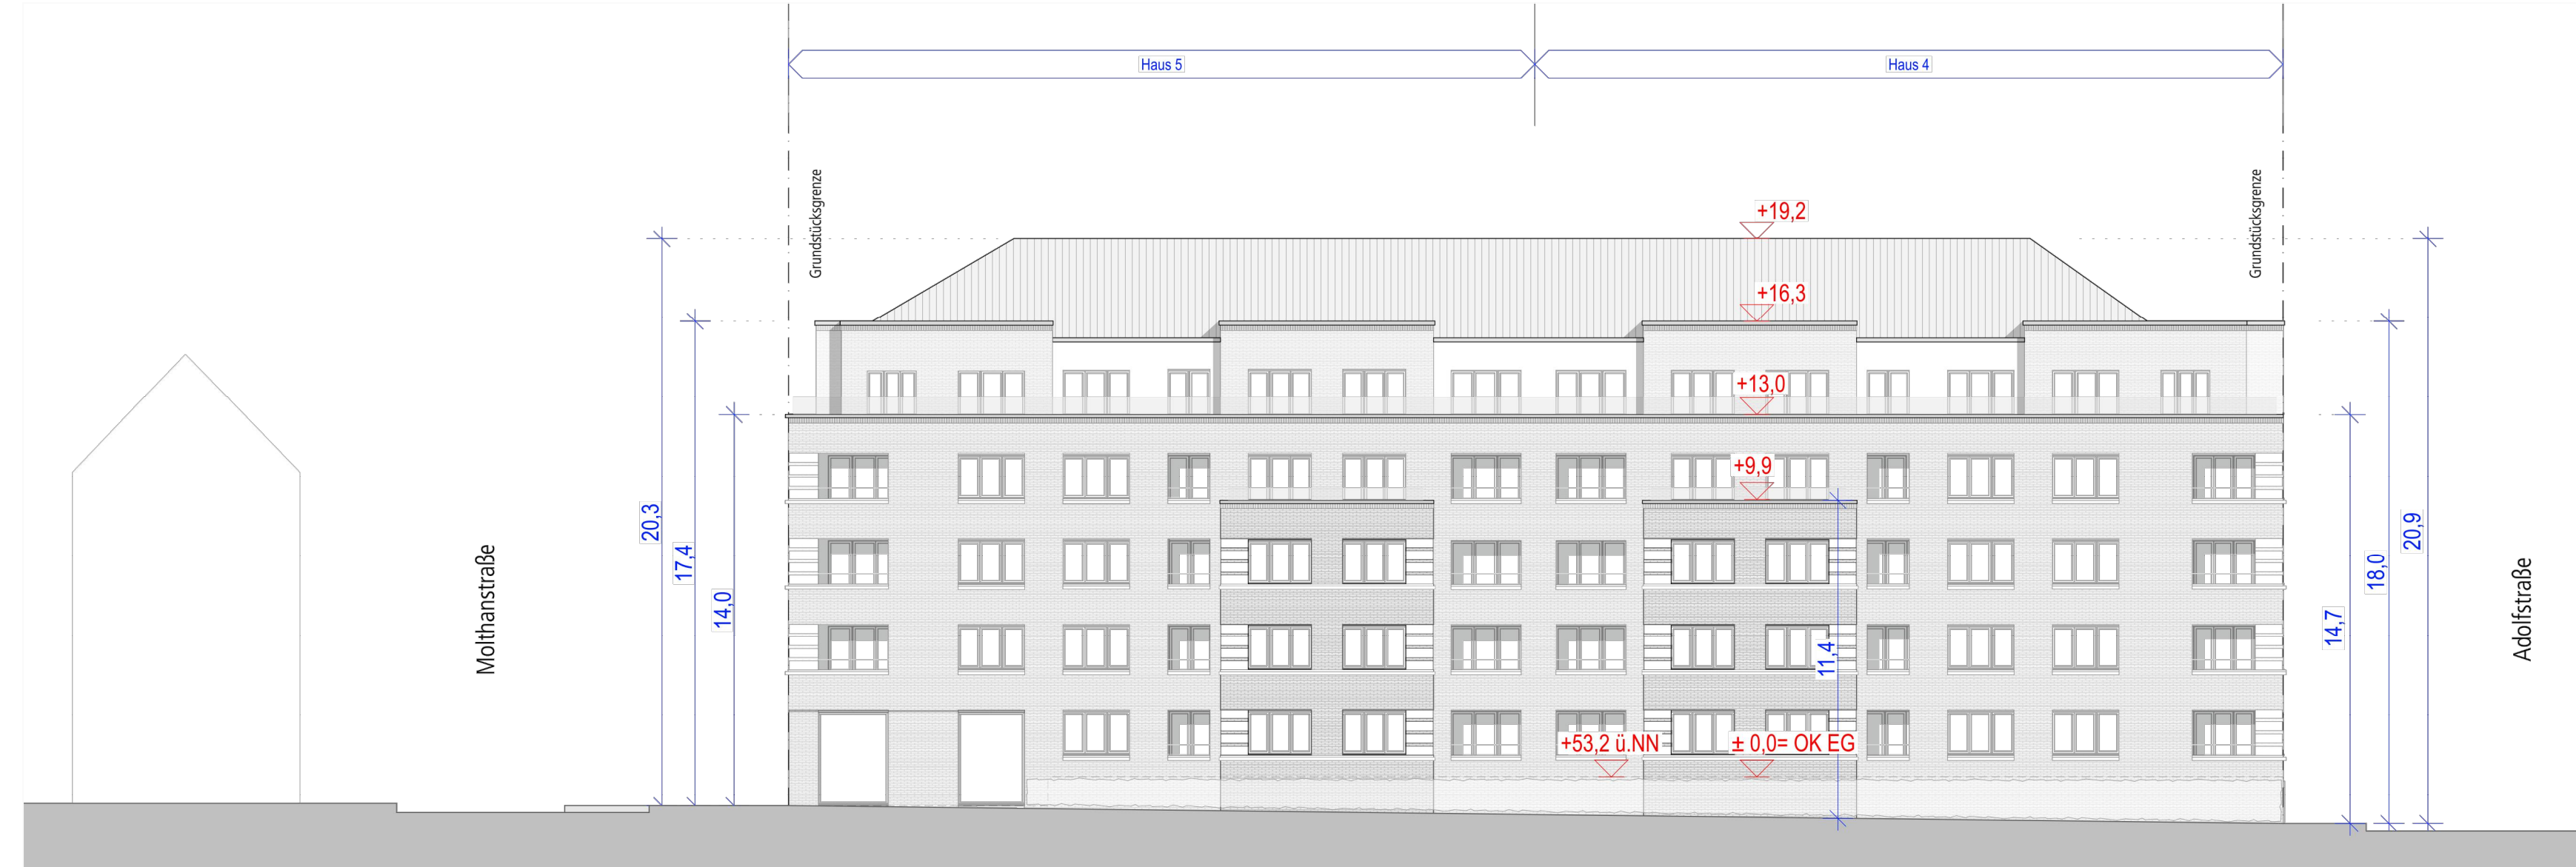 Haus 5
Haus 4
Grundstücksgrenze
Grundstücksgrenze
+19,2
+16,3
+13,0
+9,9
20,3
17,4
14,0
Molthanstraße
11,4
+53,2 ü.NN
± 0,0= OK EG
14,7
18,0
20,9
Adolfstraße